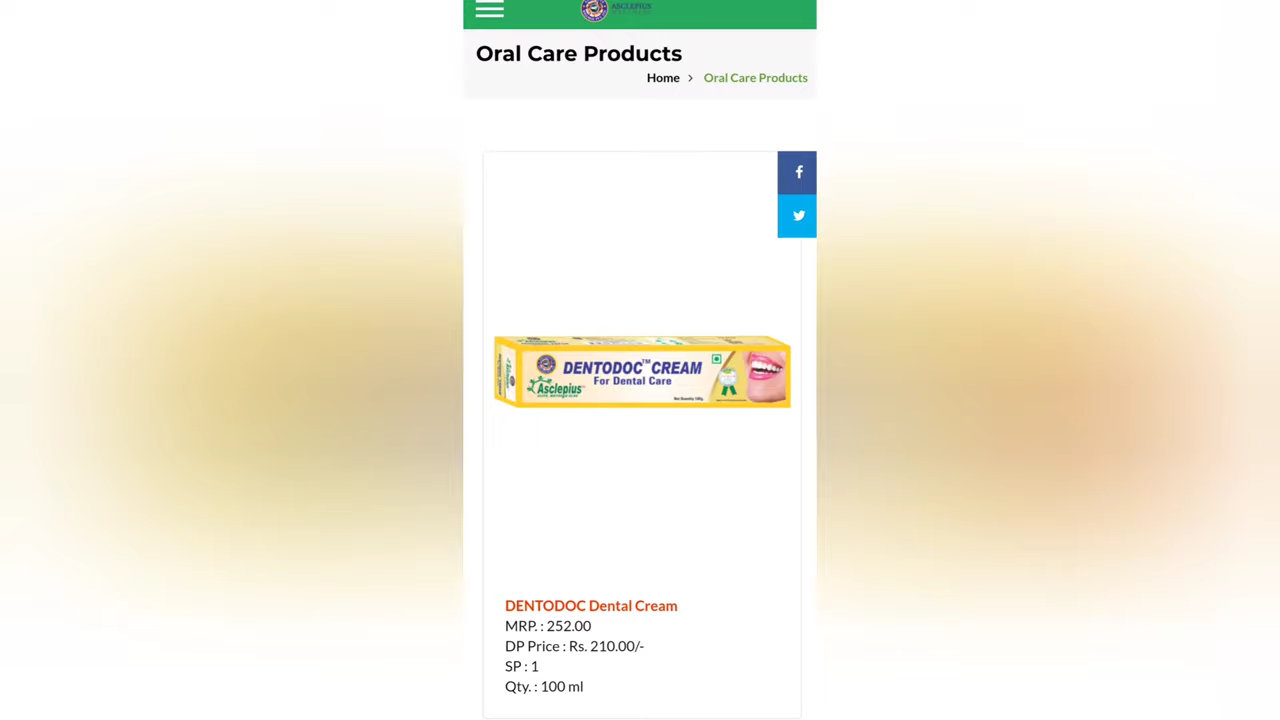 ASCLEPIUS
Oral Care Products
Home > Oral Care Products
DENTODOC™ CREAM
For Dental Care
Asclepius™
DENTODOC Dental Cream
MRP. : 252.00
DP Price : Rs. 210.00/-
SP : 1
Qty. : 100 ml